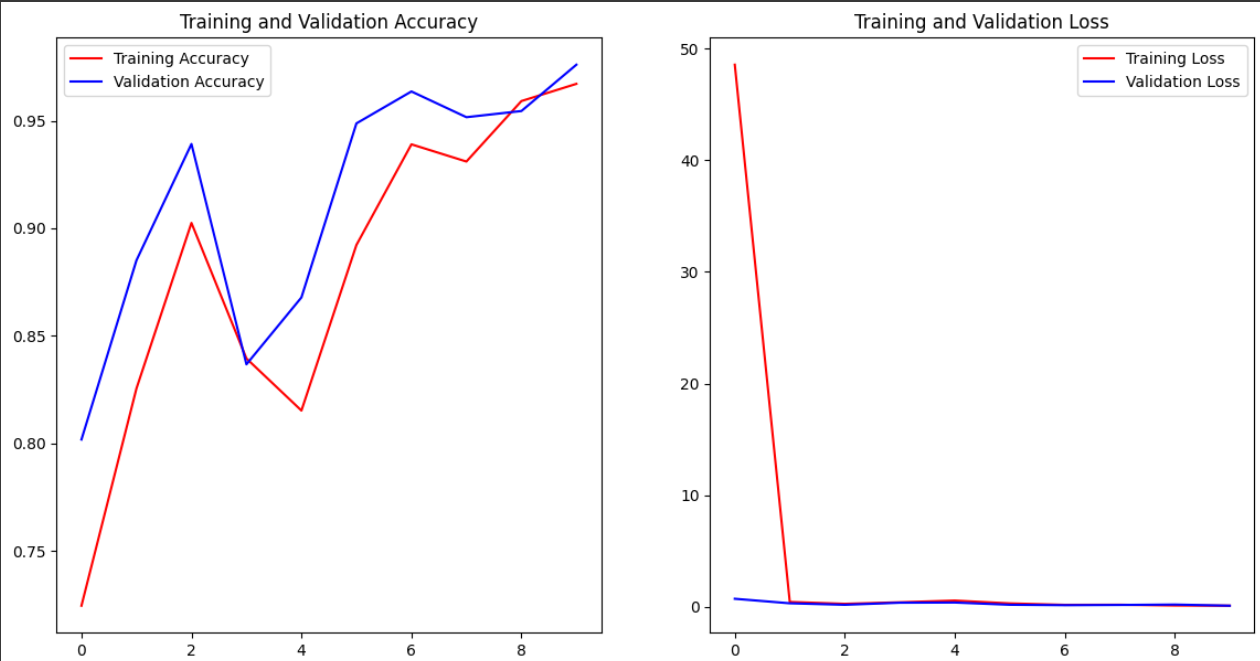 Training and Validation Accuracy
Training Accuracy
Validation Accuracy
0.95
0.90
0.85
0.80
0.75
0 2 4 6 8
Training and Validation Loss
Training Loss
Validation Loss
50
40
30
20
10
0
0 2 4 6 8